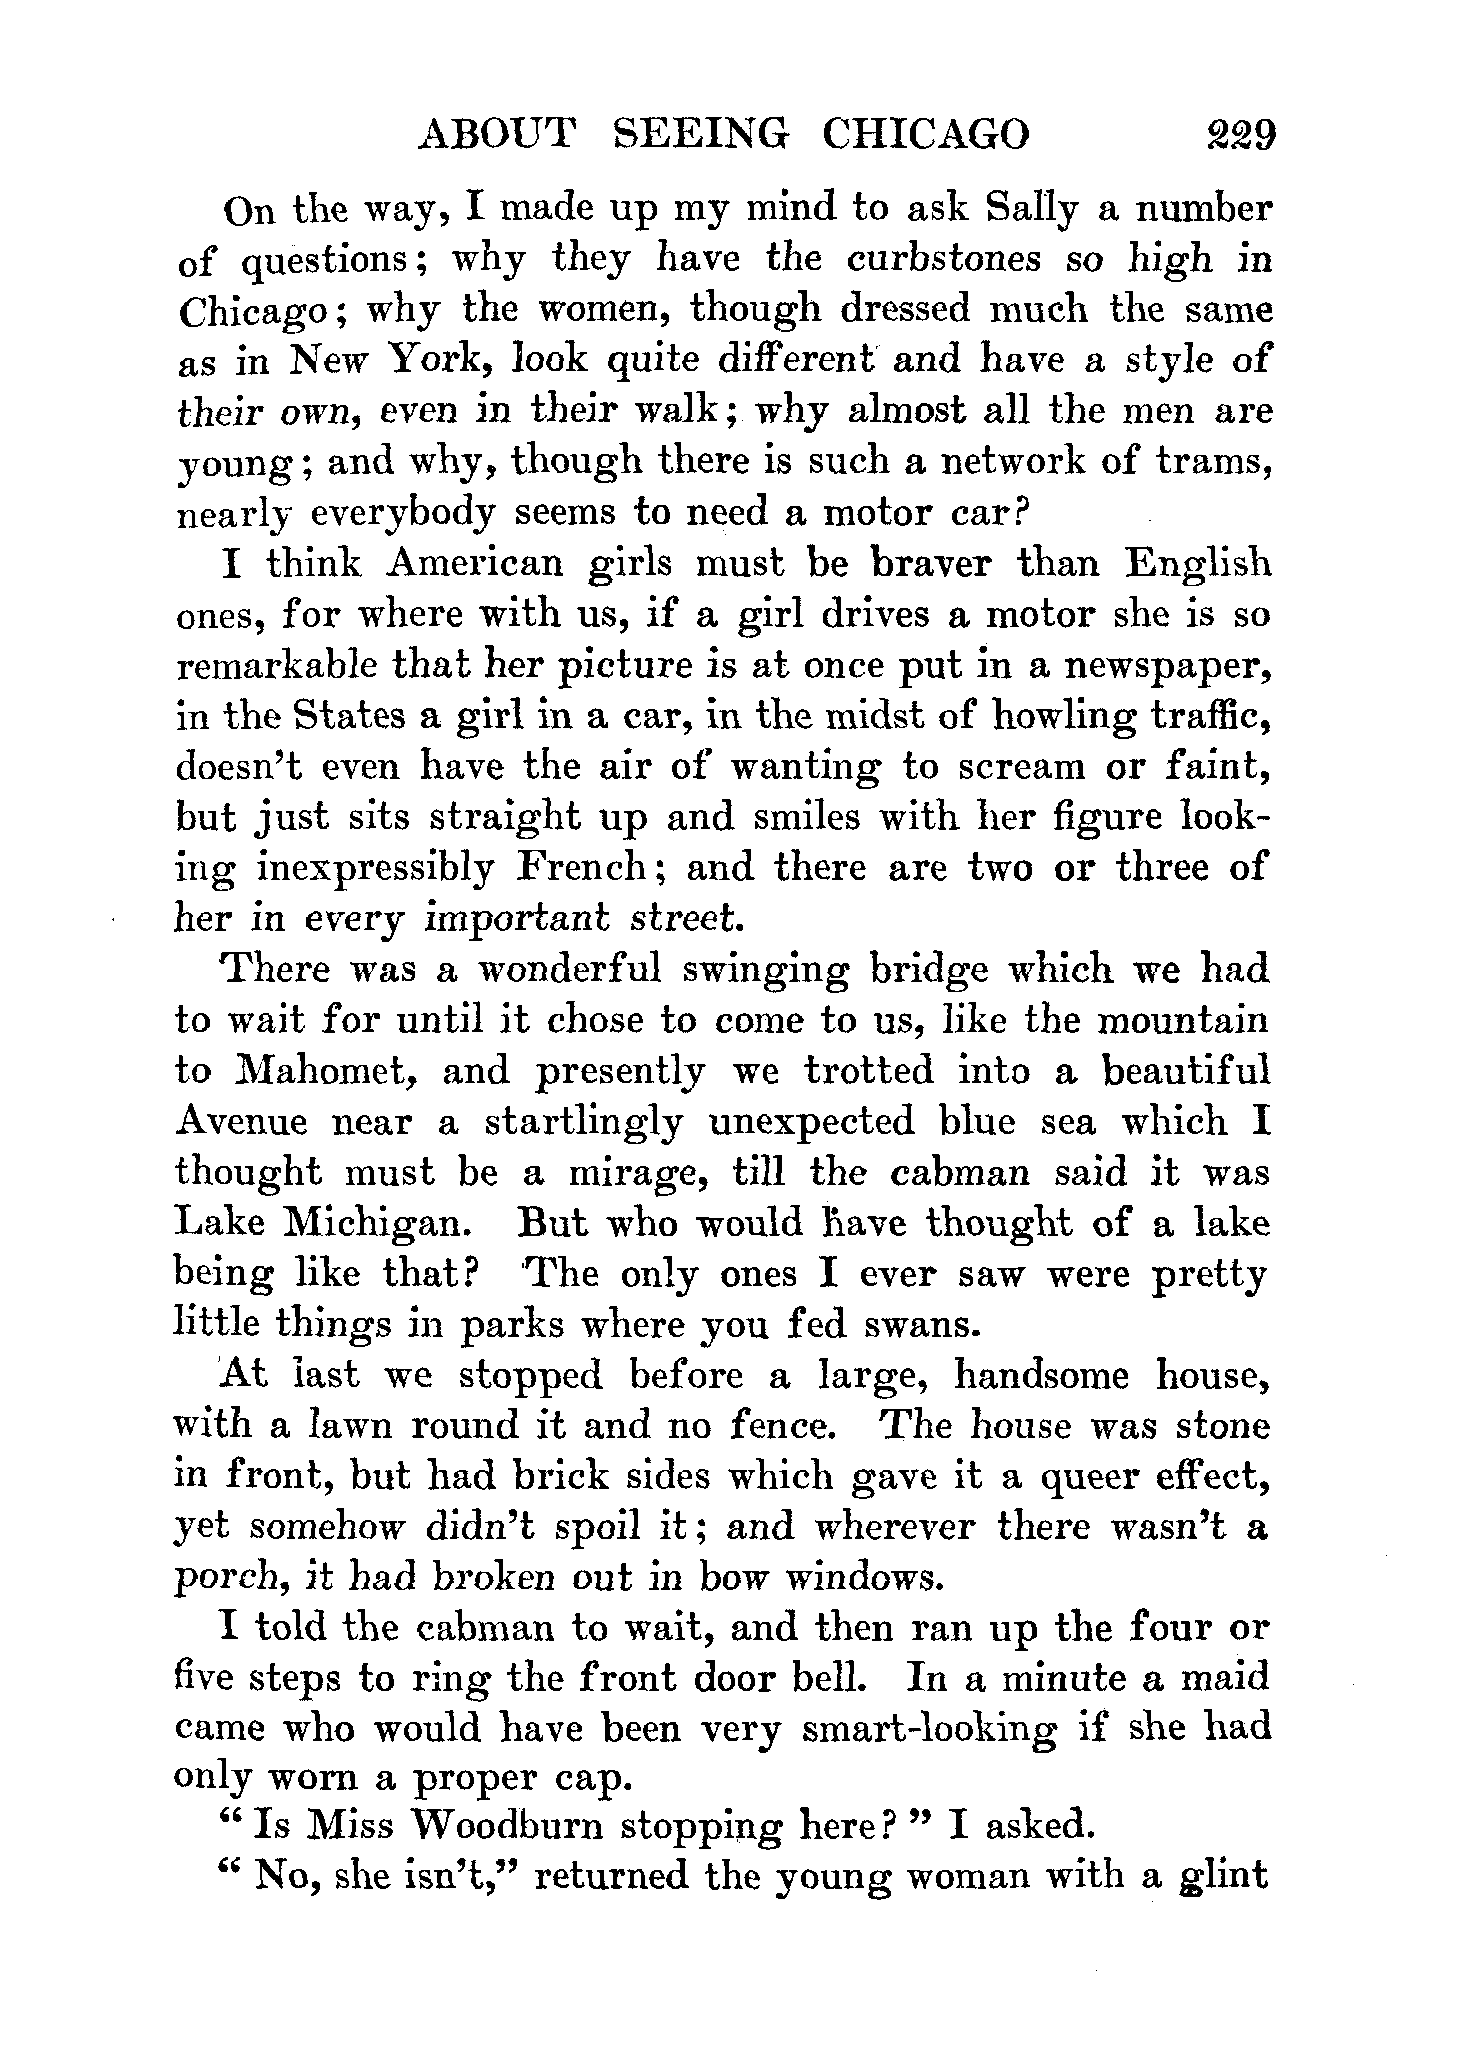 ABOUT SEEING CHICAGO 229
On the way, I made up my mind to ask Sally a number
of questions; why they have the curbstones so high in
Chicago; why the women, though dressed much the same
as in New York, look quite different and have a style of
their own, even in their walk; why almost all the men are
young; and why, though there is such a network of trams,
nearly everybody seems to need a motor car?
I think American girls must be braver than English
ones, for where with us, if a girl drives a motor she is so
remarkable that her picture is at once put in a newspaper,
in the States a girl in a car, in the midst of howling traffic,
doesn't even have the air of wanting to scream or faint,
but just sits straight up and smiles with her figure look-
ing inexpressibly French; and there are two or three of
her in every important street.
There was a wonderful swinging bridge which we had
to wait for until it chose to come to us, like the mountain
to Mahomet, and presently we trotted into a beautiful
Avenue near a startlingly unexpected blue sea which I
thought must be a mirage, till the cabman said it was
Lake Michigan. But who would have thought of a lake
being like that? The only ones I ever saw were pretty
little things in parks where you fed swans.
At last we stopped before a large, handsome house,
with a lawn round it and no fence. The house was stone
in front, but had brick sides which gave it a queer effect,
yet somehow didn't spoil it; and wherever there wasn't a
porch, it had broken out in bow windows.
I told the cabman to wait, and then ran up the four or
five steps to ring the front door bell. In a minute a maid
came who would have been very smart-looking if she had
only worn a proper cap.
"Is Miss Woodburn stopping here?" I asked.
"No, she isn't," returned the young woman with a glint